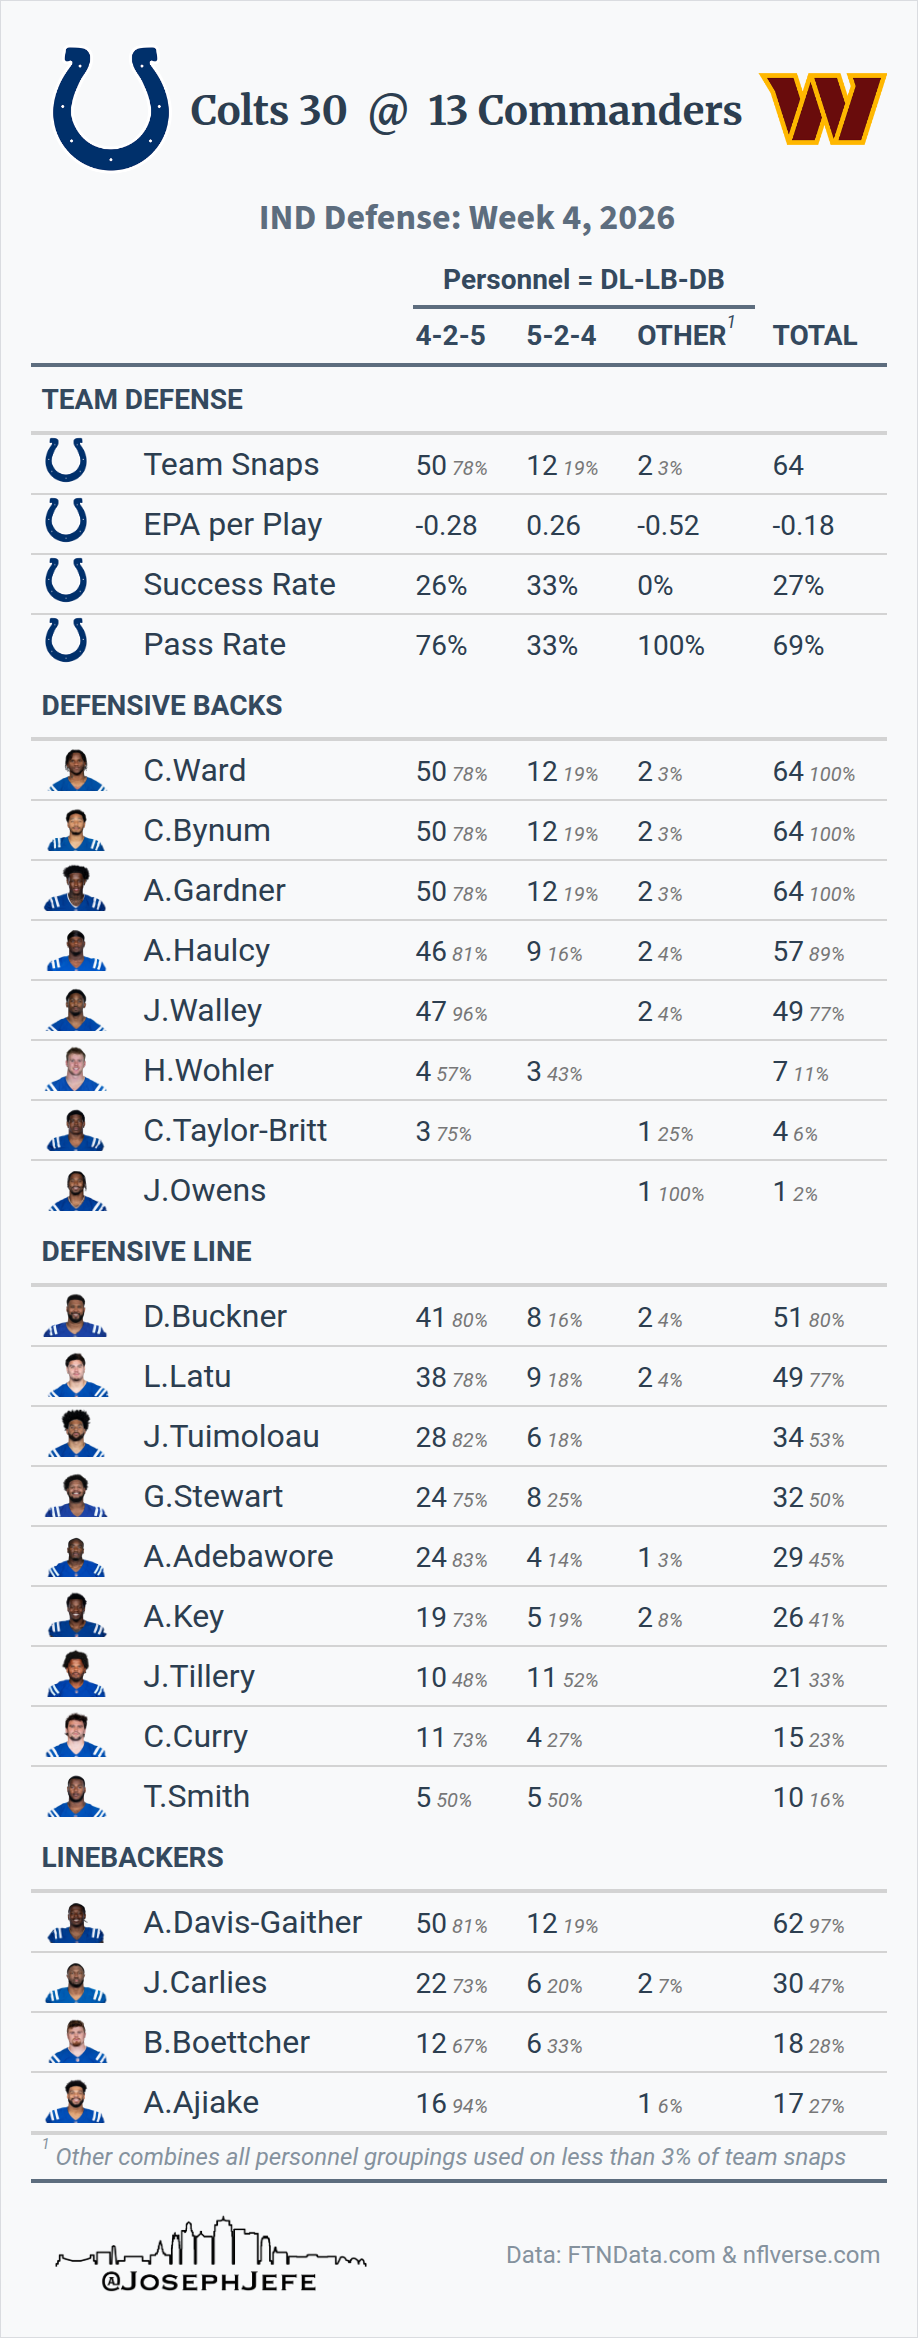 Colts 30 @ 13 Commanders
IND Defense: Week 4, 2026
Personnel = DL-LB-DB
4-2-5 5-2-4 OTHER1 TOTAL
TEAM DEFENSE
Team Snaps 50 78% 12 19% 2 3% 64
EPA per Play -0.28 0.26 -0.52 -0.18
Success Rate 26% 33% 0% 27%
Pass Rate 76% 33% 100% 69%
DEFENSIVE BACKS
C.Ward 50 78% 12 19% 2 3% 64 100%
C.Bynum 50 78% 12 19% 2 3% 64 100%
A.Gardner 50 78% 12 19% 2 3% 64 100%
A.Haulcy 46 81% 9 16% 2 4% 57 89%
J.Walley 47 96% 2 4% 49 77%
H.Wohler 4 57% 3 43% 7 11%
C.Taylor-Britt 3 75% 1 25% 4 6%
J.Owens 1 100% 1 2%
DEFENSIVE LINE
D.Buckner 41 80% 8 16% 2 4% 51 80%
L.Latu 38 78% 9 18% 2 4% 49 77%
J.Tuimoloau 28 82% 6 18% 34 53%
G.Stewart 24 75% 8 25% 32 50%
A.Adebawore 24 83% 4 14% 1 3% 29 45%
A.Key 19 73% 5 19% 2 8% 26 41%
J.Tillery 10 48% 11 52% 21 33%
C.Curry 11 73% 4 27% 15 23%
T.Smith 5 50% 5 50% 10 16%
LINEBACKERS
A.Davis-Gaither 50 81% 12 19% 62 97%
J.Carlies 22 73% 6 20% 2 7% 30 47%
B.Boettcher 12 67% 6 33% 18 28%
A.Ajiake 16 94% 1 6% 17 27%
1 Other combines all personnel groupings used on less than 3% of team snaps
@JOSEPHJEFE
Data: FTNData.com & nflverse.com